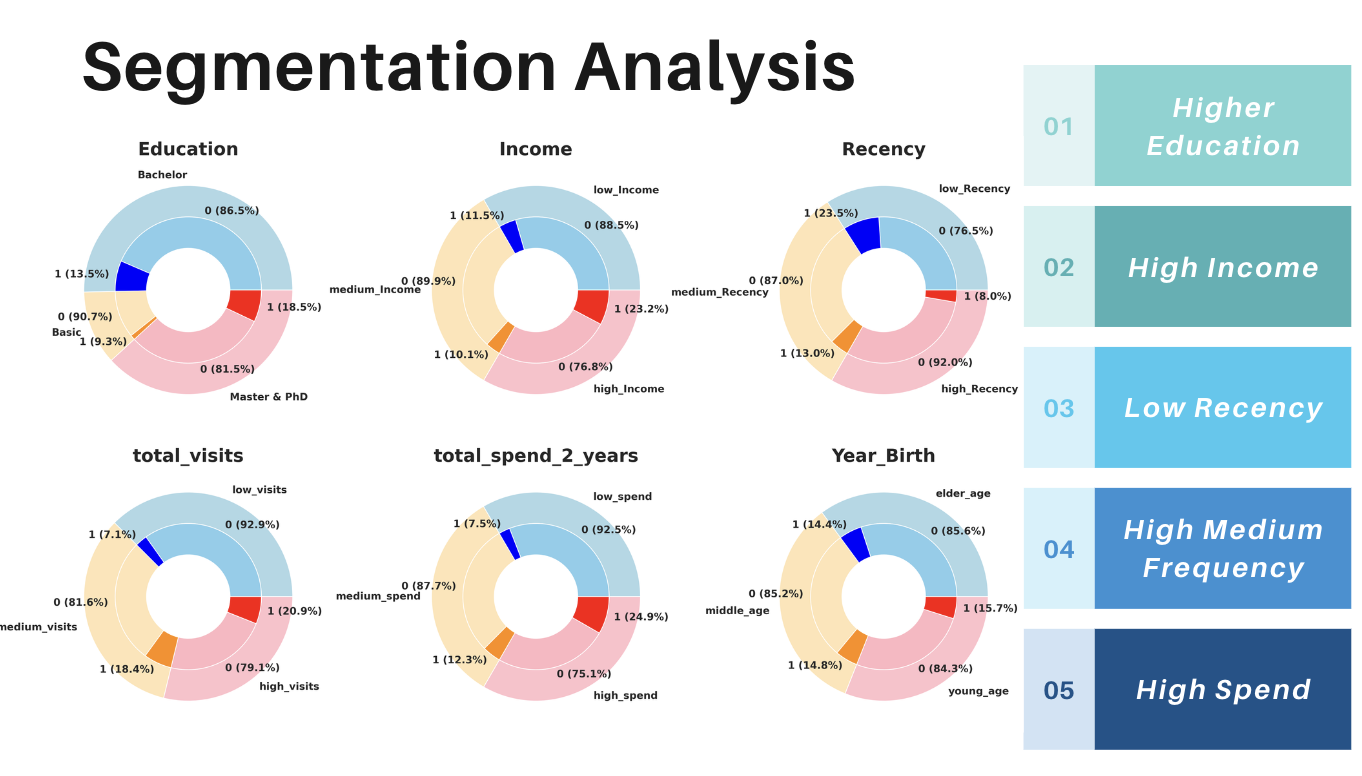 Segmentation Analysis
Education
Bachelor
0 (86.5%)
1 (13.5%)
0 (90.7%)
Basic
1 (9.3%)
1 (18.5%)
0 (81.5%)
Master & PhD
Income
low_Income
1 (11.5%)
0 (88.5%)
0 (89.9%)
medium_Income
1 (23.2%)
1 (10.1%)
0 (76.8%)
high_Income
Recency
low_Recency
1 (23.5%)
0 (76.5%)
0 (87.0%)
medium_Recency
1 (8.0%)
1 (13.0%)
0 (92.0%)
high_Recency
total_visits
low_visits
0 (92.9%)
1 (7.1%)
0 (81.6%)
1 (20.9%)
medium_visits
1 (18.4%)
0 (79.1%)
high_visits
total_spend_2_years
low_spend
1 (7.5%)
0 (92.5%)
0 (87.7%)
medium_spend
1 (24.9%)
1 (12.3%)
0 (75.1%)
high_spend
Year_Birth
elder_age
1 (14.4%)
0 (85.6%)
0 (85.2%)
middle_age
1 (15.7%)
1 (14.8%)
0 (84.3%)
young_age
01
Higher
Education
02
High Income
03
Low Recency
04
High Medium
Frequency
05
High Spend